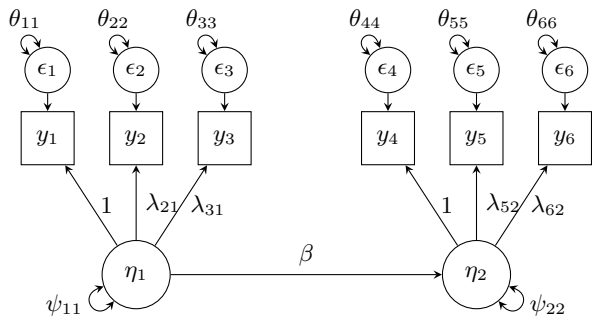 θ₁₁ θ₂₂ θ₃₃ θ₄₄ θ₅₅ θ₆₆
ϵ₁ ϵ₂ ϵ₃ ϵ₄ ϵ₅ ϵ₆
y₁ y₂ y₃ y₄ y₅ y₆
1 λ₂₁ λ₃₁ 1 λ₅₂ λ₆₂
β
η₁ η₂
ψ₁₁ ψ₂₂